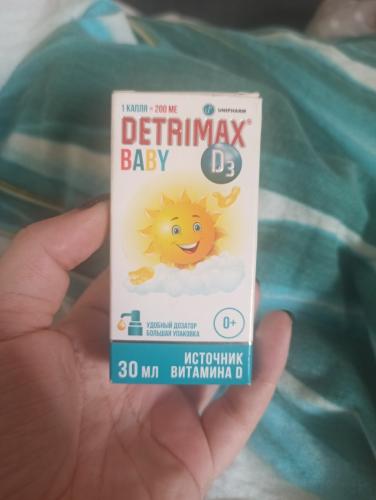 1 КАПЛЯ = 200 МЕ
UNIPHARM
DETRIMAX®
BABY
D3
0+
УДОБНЫЙ ДОЗАТОР
БОЛЬШАЯ УПАКОВКА
30 МЛ
ИСТОЧНИК
ВИТАМИНА D